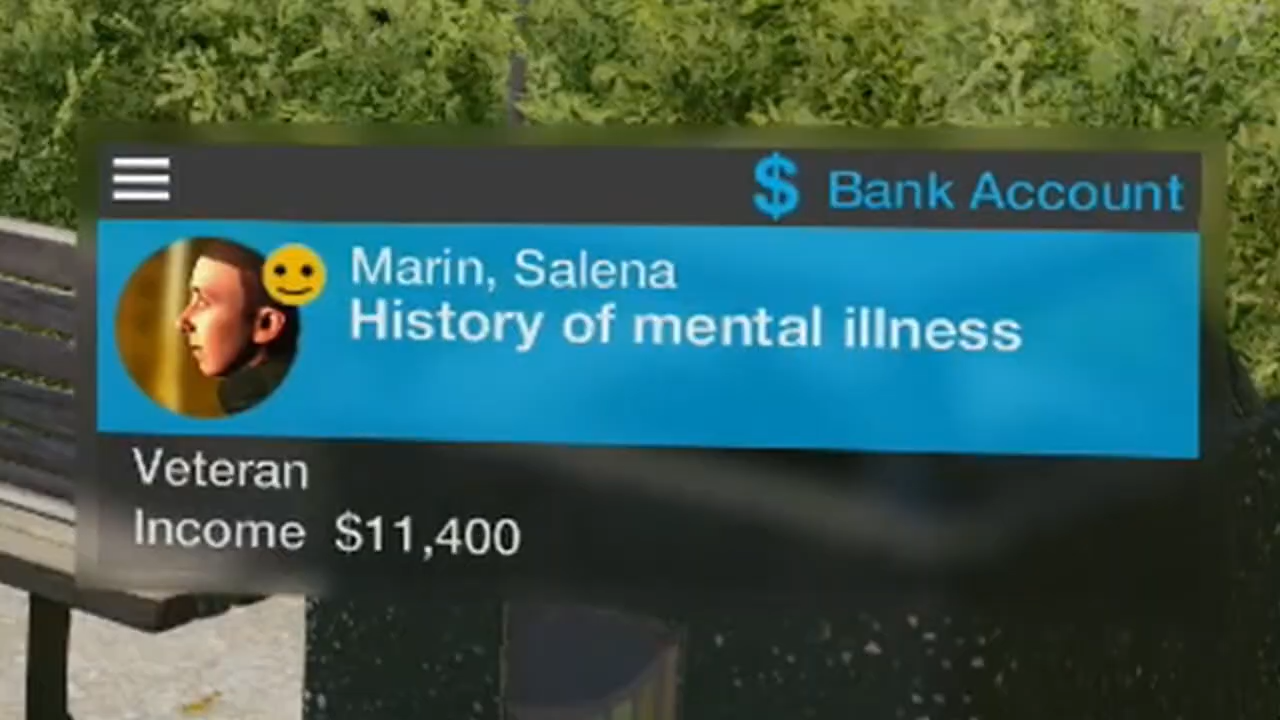 $ Bank Account
Marin, Salena
History of mental illness
Veteran
Income $11,400